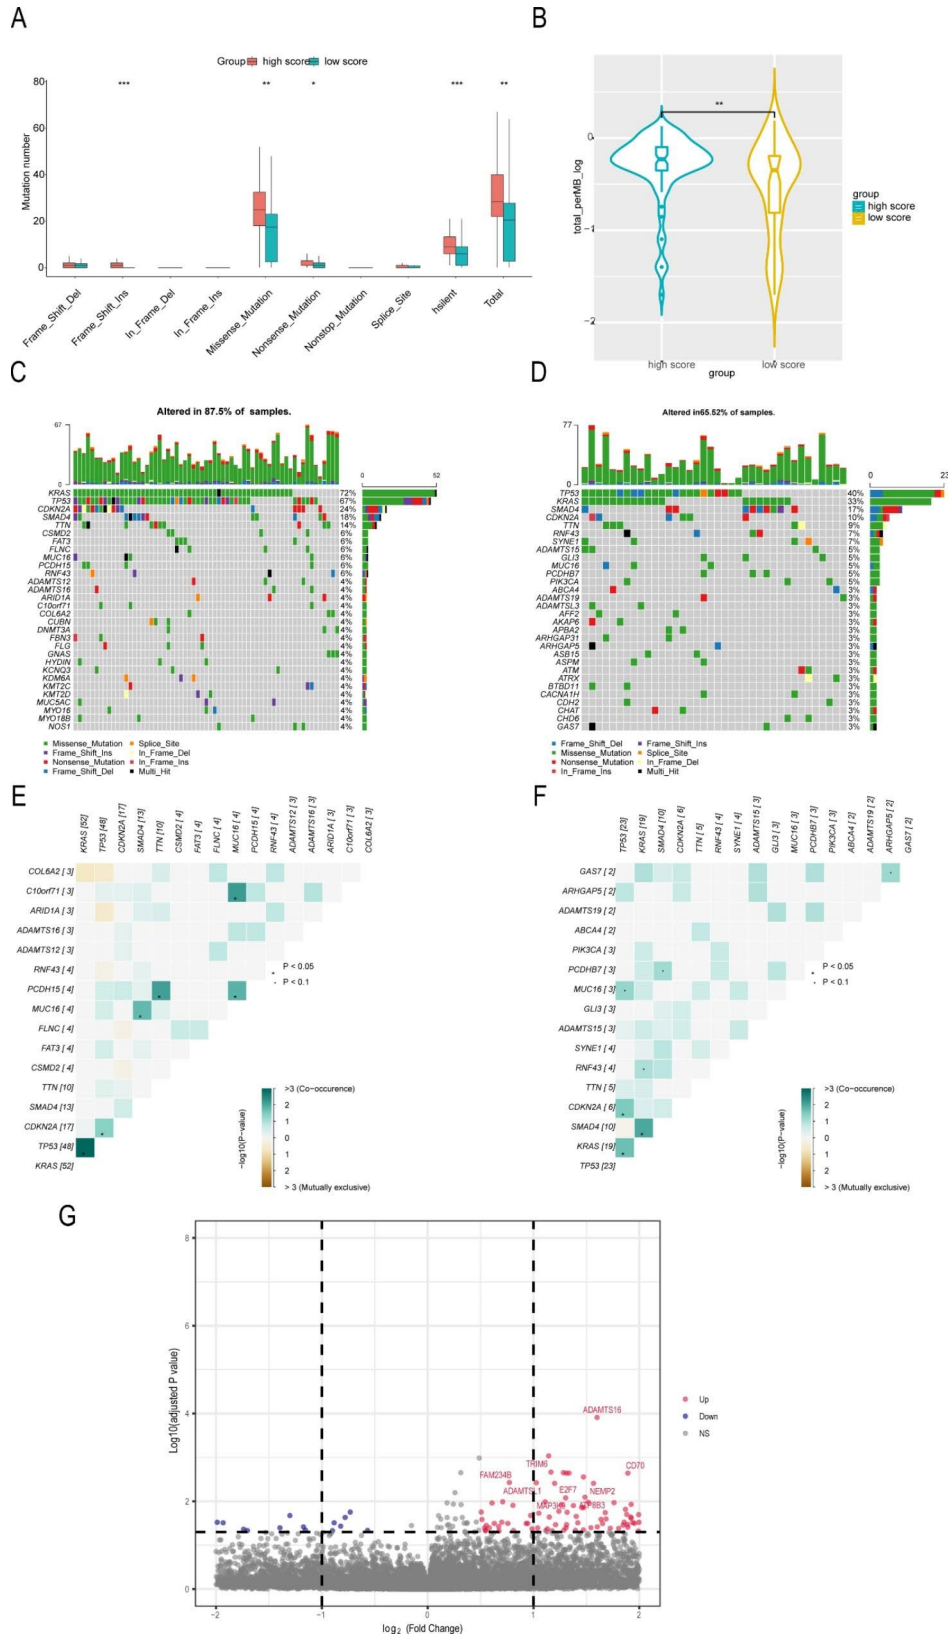 A
B
Group high score low score
*** ** * *** **
Mutation number
80
60
40
20
0
Frame_Shift_Del
Frame_Shift_Ins
In_Frame_Del
In_Frame_Ins
Missense_Mutation
Nonsense_Mutation
Nonstop_Mutation
Splice_Site
hsilent
Total
**
total_perMB_log
0
−1
−2
high score low score
group
group
high score
low score
C
D
Altered in 87.5% of samples.
67
0
0 52
KRAS 72%
TP53 67%
CDKN2A 24%
SMAD4 18%
TTN 14%
CSMD2 6%
FAT3 6%
FLNC 6%
MUC16 6%
PCDH15 6%
RNF43 6%
ADAMTS12 4%
ADAMTS16 4%
ARID1A 4%
C10orf71 4%
COL6A2 4%
CUBN 4%
DNMT3A 4%
FBN3 4%
FLG 4%
GNAS 4%
HYDIN 4%
KCNQ3 4%
KDM6A 4%
KMT2C 4%
KMT2D 4%
MUC5AC 4%
MYO16 4%
MYO18B 4%
NOS1 4%
Missense_Mutation Splice_Site
Frame_Shift_Ins In_Frame_Del
Nonsense_Mutation In_Frame_Ins
Frame_Shift_Del Multi_Hit
Altered in65.52% of samples.
77
0
0 23
TP53 40%
KRAS 33%
SMAD4 17%
CDKN2A 10%
TTN 9%
RNF43 7%
SYNE1 7%
ADAMTS15 5%
GLI3 5%
MUC16 5%
PCDHB7 5%
PIK3CA 5%
ABCA4 3%
ADAMTS19 3%
ADAMTSL3 3%
AFF2 3%
AKAP6 3%
APBA2 3%
ARHGAP31 3%
ARHGAP5 3%
ASB15 3%
ASPM 3%
ATM 3%
ATRX 3%
BTBD11 3%
CACNA1H 3%
CDH2 3%
CHAT 3%
CHD6 3%
GAS7 3%
Frame_Shift_Del Frame_Shift_Ins
Missense_Mutation Splice_Site
Nonsense_Mutation In_Frame_Del
In_Frame_Ins Multi_Hit
E
F
KRAS [52]
TP53 [48]
CDKN2A [17]
SMAD4 [13]
TTN [10]
CSMD2 [ 4]
FAT3 [ 4]
FLNC [ 4]
MUC16 [ 4]
PCDH15 [ 4]
RNF43 [ 4]
ADAMTS12 [ 3]
ADAMTS16 [ 3]
ARID1A [ 3]
C10orf71 [ 3]
COL6A2 [ 3]
COL6A2 [ 3]
C10orf71 [ 3]
ARID1A [ 3]
ADAMTS16 [ 3]
ADAMTS12 [ 3]
RNF43 [ 4]
PCDH15 [ 4]
MUC16 [ 4]
FLNC [ 4]
FAT3 [ 4]
CSMD2 [ 4]
TTN [10]
SMAD4 [13]
CDKN2A [17]
TP53 [48]
KRAS [52]
* P < 0.05
· P < 0.1
−log10(P−value)
>3 (Co−occurence)
2
1
0
1
2
> 3 (Mutually exclusive)
TP53 [23]
KRAS [19]
SMAD4 [10]
CDKN2A [ 6]
TTN [ 5]
RNF43 [ 4]
SYNE1 [ 4]
ADAMTS15 [ 3]
GLI3 [ 3]
MUC16 [ 3]
PCDHB7 [ 3]
PIK3CA [ 3]
ABCA4 [ 2]
ADAMTS19 [ 2]
ARHGAP5 [ 2]
GAS7 [ 2]
GAS7 [ 2]
ARHGAP5 [ 2]
ADAMTS19 [ 2]
ABCA4 [ 2]
PIK3CA [ 3]
PCDHB7 [ 3]
MUC16 [ 3]
GLI3 [ 3]
ADAMTS15 [ 3]
SYNE1 [ 4]
RNF43 [ 4]
TTN [ 5]
CDKN2A [ 6]
SMAD4 [10]
KRAS [19]
TP53 [23]
* P < 0.05
· P < 0.1
−log10(P−value)
>3 (Co−occurence)
2
1
0
1
2
> 3 (Mutually exclusive)
G
Log10(adjusted P value)
8
6
4
2
0
ADAMTS16
TRIM6
CD70
FAM234B
ADAMTSL1
E2F7
NEMP2
MAP3K9
ATP8B3
Up
Down
NS
−2 −1 0 1 2
log2 (Fold Change)